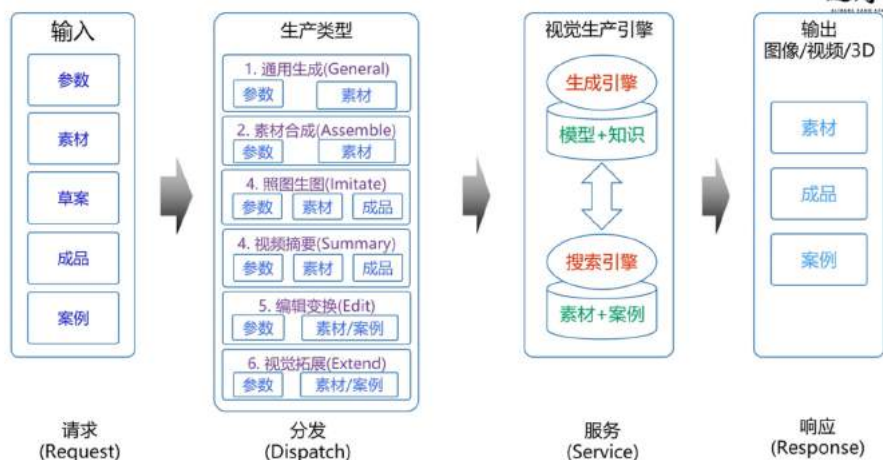 输入
参数
素材
草案
成品
案例
请求
(Request)
生产类型
1. 通用生成(General)
参数 素材
2. 素材合成(Assemble)
参数 素材
4. 照图生图(Imitate)
参数 素材 成品
4. 视频摘要(Summary)
参数 素材 成品
5. 编辑变换(Edit)
参数 素材/案例
6. 视觉拓展(Extend)
参数 素材/案例
分发
(Dispatch)
视觉生产引擎
生成引擎
模型+知识
搜索引擎
素材+案例
服务
(Service)
输出
图像/视频/3D
素材
成品
案例
响应
(Response)